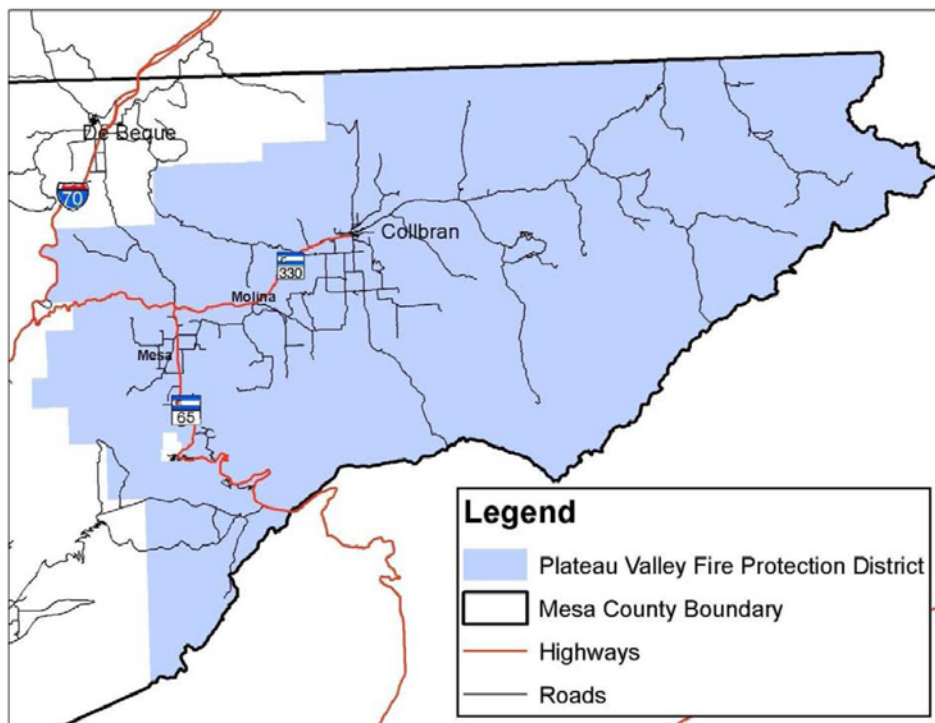 De Beque
70
Collbran
330
Molina
Mesa
65
Legend
Plateau Valley Fire Protection District
Mesa County Boundary
Highways
Roads